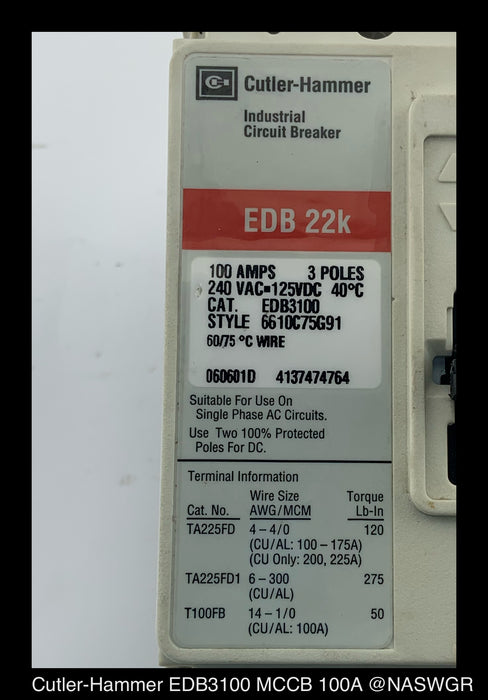 Cutler-Hammer
Industrial
Circuit Breaker
EDB 22k
100 AMPS 3 POLES
240 VAC■125VDC 40°C
CAT. EDB3100
STYLE 6610C75G91
60/75 °C WIRE
060601D 4137474764
Suitable For Use On
Single Phase AC Circuits.
Use Two 100% Protected
Poles For DC.
Terminal Information
Wire Size Torque
Cat. No. AWG/MCM Lb-In
TA225FD 4 – 4/0 120
(CU/AL: 100 – 175A)
(CU Only: 200, 225A)
TA225FD1 6 – 300 275
(CU/AL)
T100FB 14 – 1/0 50
(CU/AL: 100A)
Cutler-Hammer EDB3100 MCCB 100A @NASWGR